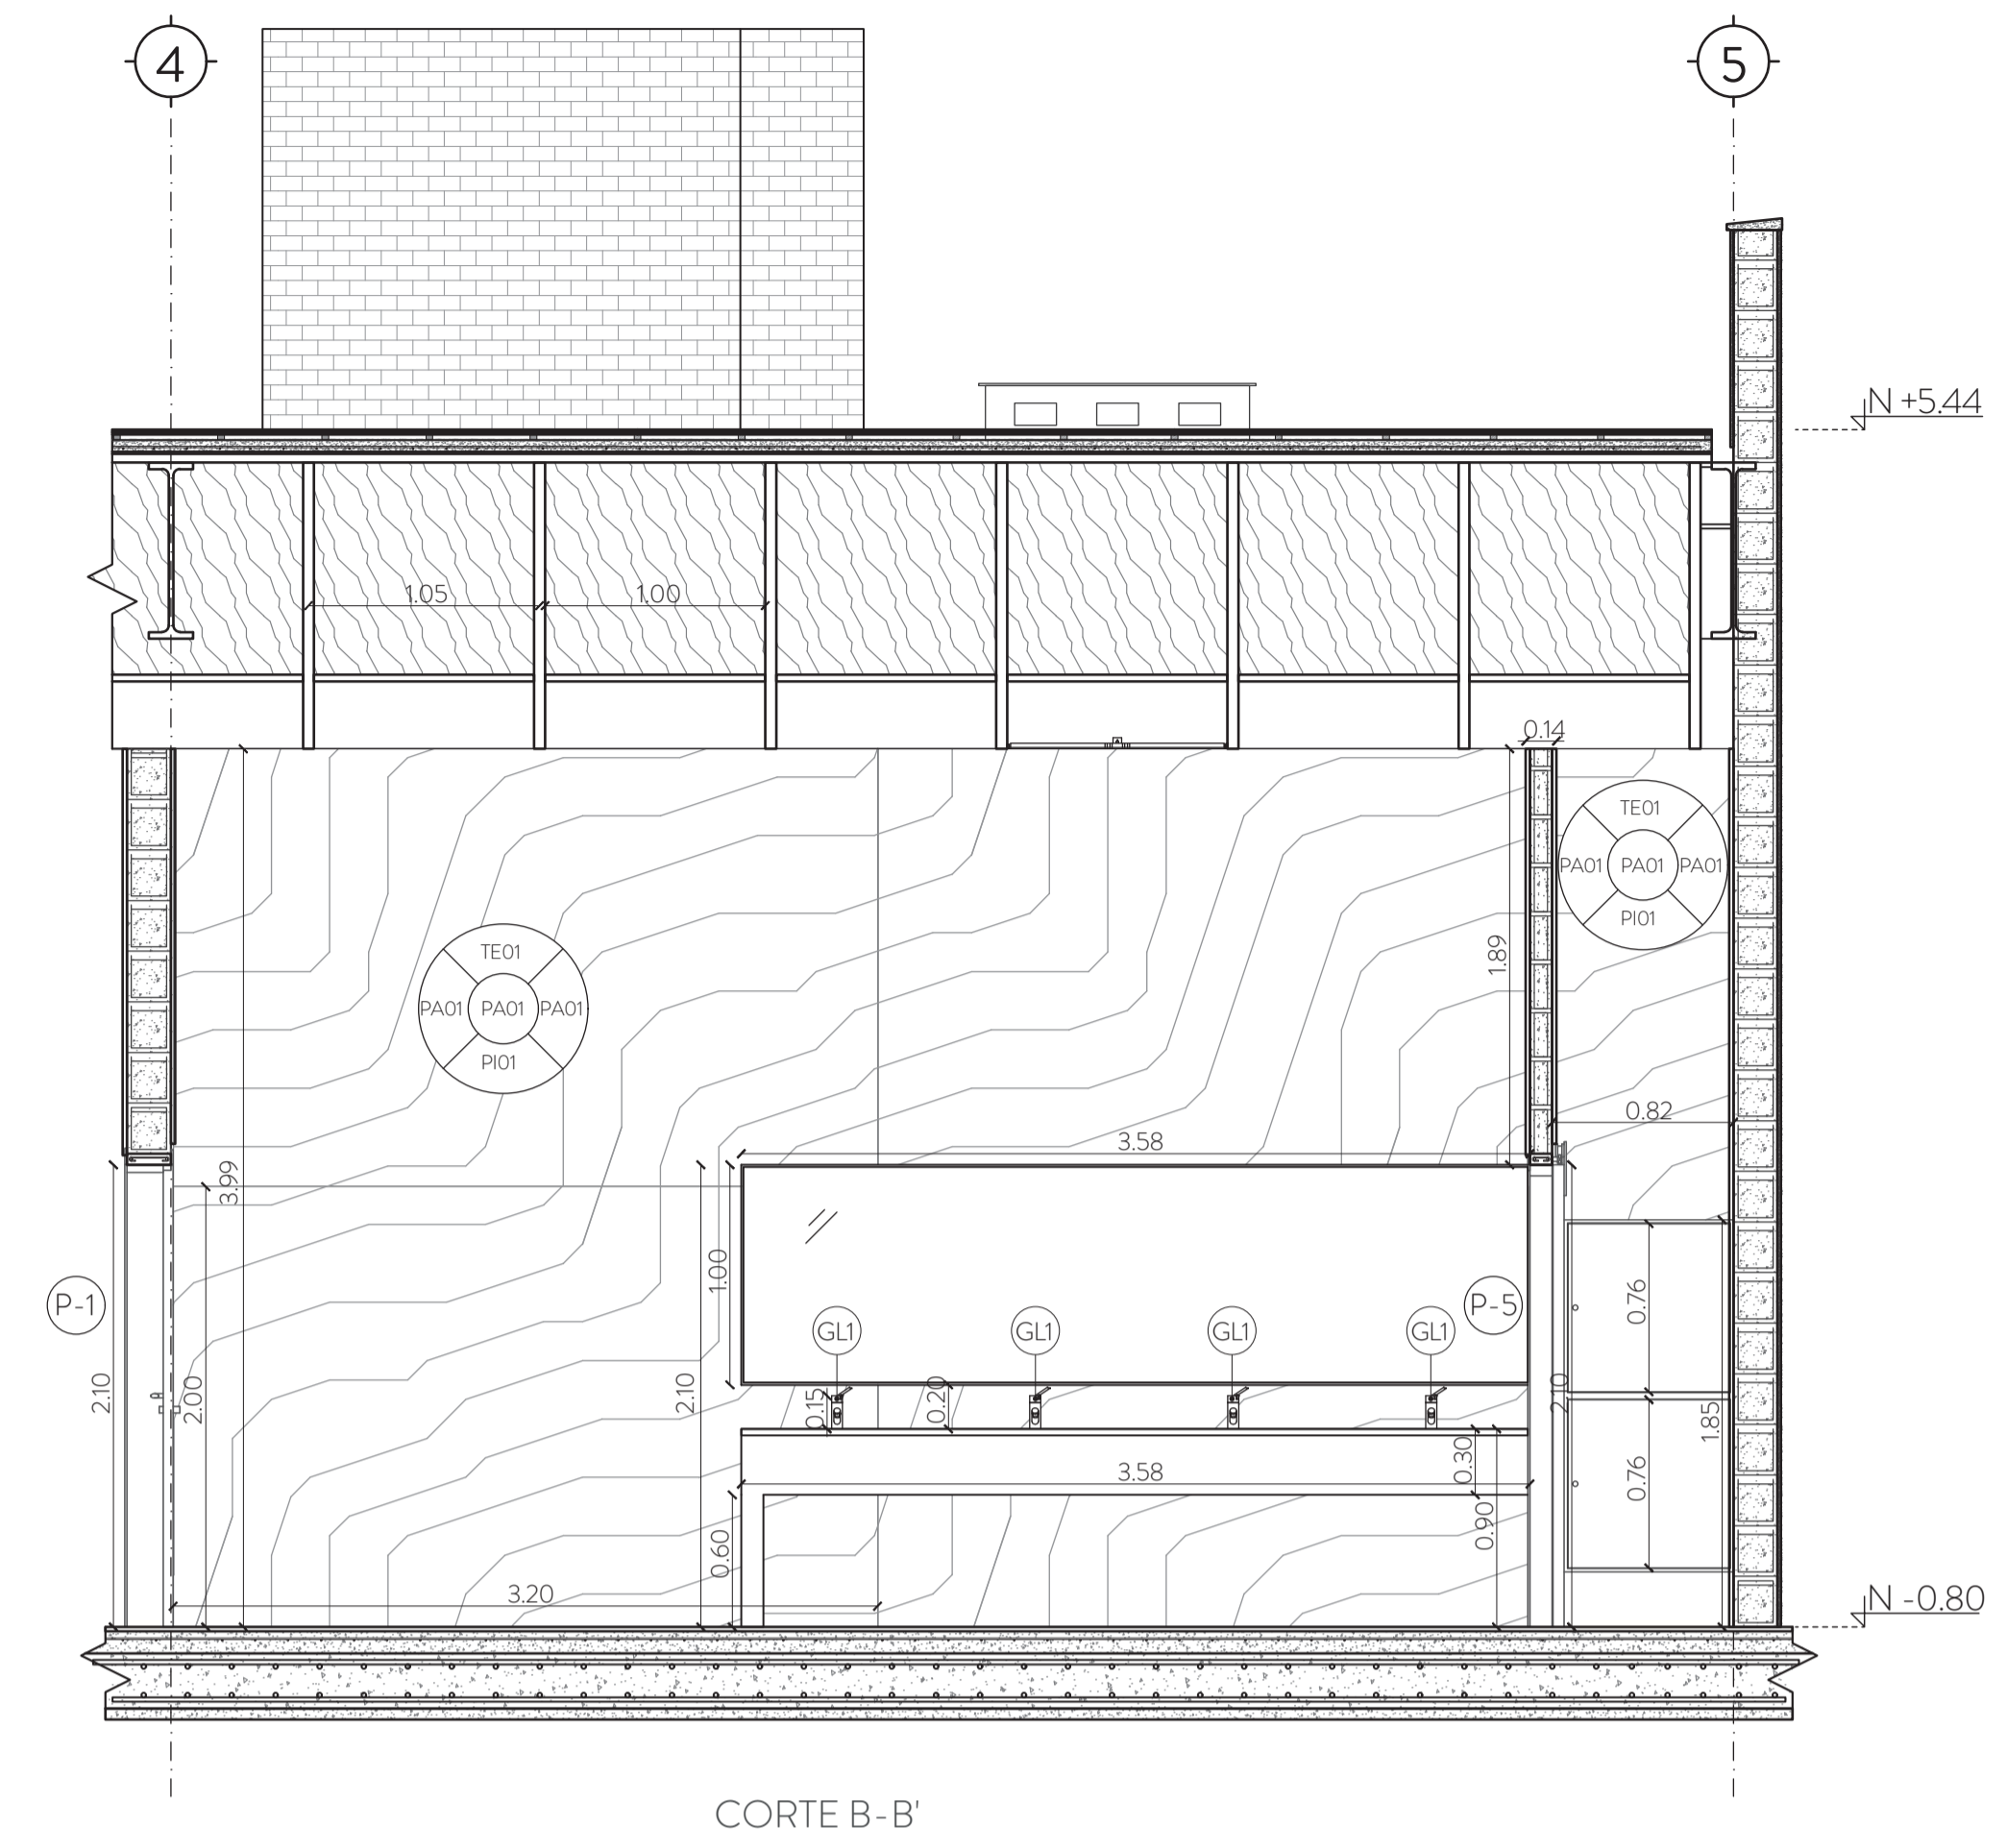 4
5
N +5.44
1.05
1.00
0.14
TE01
PA01 PA01 PA01
PI01
TE01
PA01 PA01 PA01
PI01
1.89
0.82
3.58
3.99
1.00
0.76
P-1
P-5
GL1 GL1 GL1 GL1
2.10
2.00
2.10
0.15
0.20
2.10
1.85
0.30
3.58
0.76
0.90
0.60
3.20
N -0.80
CORTE B-B'